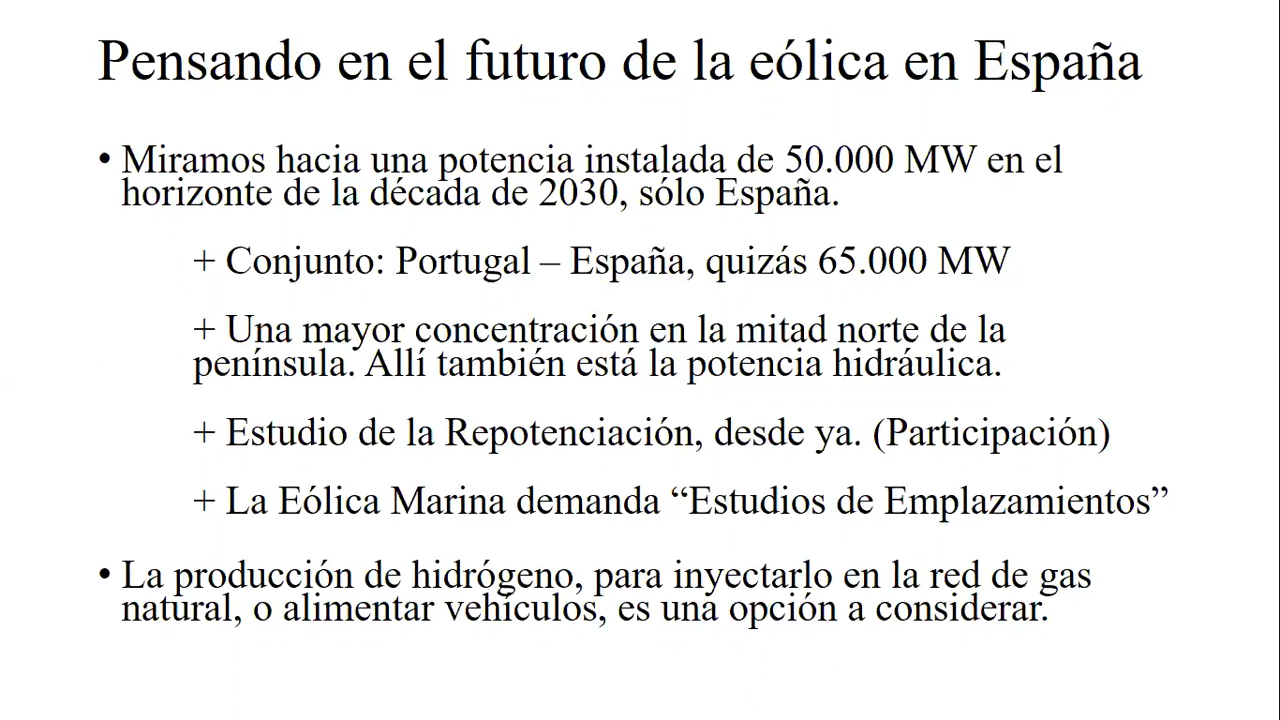 Pensando en el futuro de la eólica en España
• Miramos hacia una potencia instalada de 50.000 MW en el
horizonte de la década de 2030, sólo España.
+ Conjunto: Portugal – España, quizás 65.000 MW
+ Una mayor concentración en la mitad norte de la
península. Allí también está la potencia hidráulica.
+ Estudio de la Repotenciación, desde ya. (Participación)
+ La Eólica Marina demanda “Estudios de Emplazamientos”
• La producción de hidrógeno, para inyectarlo en la red de gas
natural, o alimentar vehículos, es una opción a considerar.